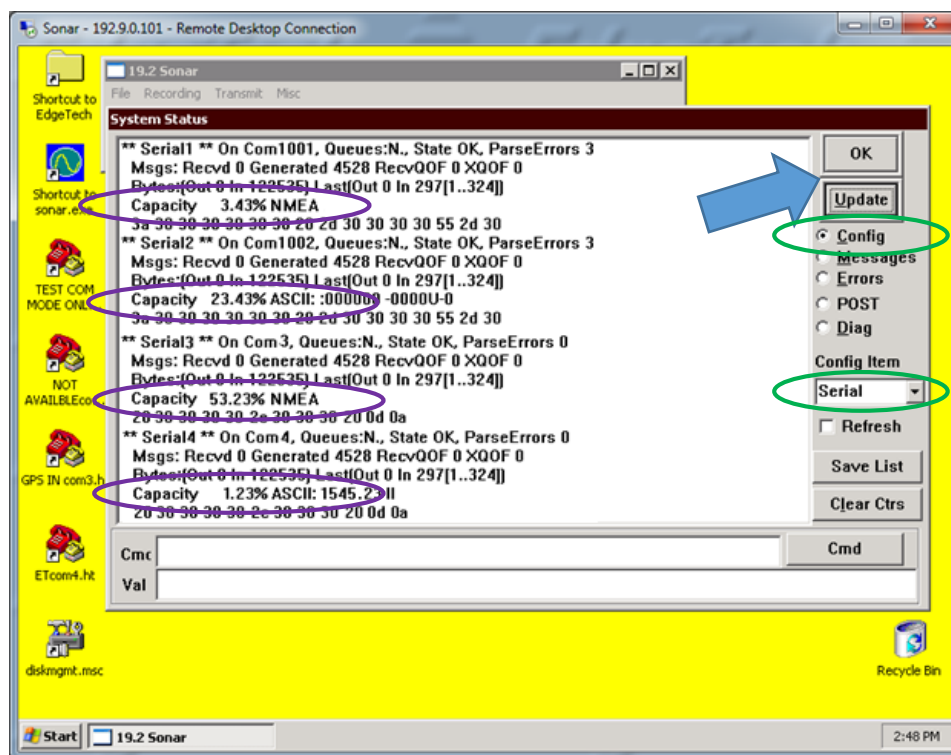 Sonar - 192.9.0.101 - Remote Desktop Connection
Shortcut to
EdgeTech
Shortcut to
sonar.exe
TEST COM
MODE ONL
NOT
AVAILBLEco
GPS IN com3.h
ETcom4.ht
diskmgmt.msc
19.2 Sonar
File Recording Transmit Misc
System Status
** Serial1 ** On Com1001, Queues:N., State OK, ParseErrors 3
Msgs: Recvd 0 Generated 4528 RecvQOF 0 XQOF 0
Bytes:(Out 0 In 122535) Last(Out 0 In 297[1..324])
Capacity 3.43% NMEA
3a 30 30 30 30 30 20 2d 30 30 30 30 55 2d 30
** Serial2 ** On Com1002, Queues:N., State OK, ParseErrors 3
Msgs: Recvd 0 Generated 4528 RecvQOF 0 XQOF 0
Bytes:(Out 0 In 122535) Last(Out 0 In 297[1..324])
Capacity 23.43% ASCII: :000000 -0000U-0
3a 30 30 30 30 30 20 2d 30 30 30 30 55 2d 30
** Serial3 ** On Com3, Queues:N., State OK, ParseErrors 0
Msgs: Recvd 0 Generated 4528 RecvQOF 0 XQOF 0
Bytes:(Out 0 In 122535) Last(Out 0 In 297[1..324])
Capacity 53.23% NMEA
20 30 30 30 30 2e 30 30 30 20 0d 0a
** Serial4 ** On Com4, Queues:N., State OK, ParseErrors 0
Msgs: Recvd 0 Generated 4528 RecvQOF 0 XQOF 0
Bytes:(Out 0 In 122535) Last(Out 0 In 297[1..324])
Capacity 1.23% ASCII: 1545.23
20 30 30 30 30 2e 30 30 30 20 0d 0a
OK
Update
Config
Messages
Errors
POST
Diag
Config Item
Serial
Refresh
Save List
Clear Ctrs
Cmd
Val
Recycle Bin
Start
19.2 Sonar
2:48 PM